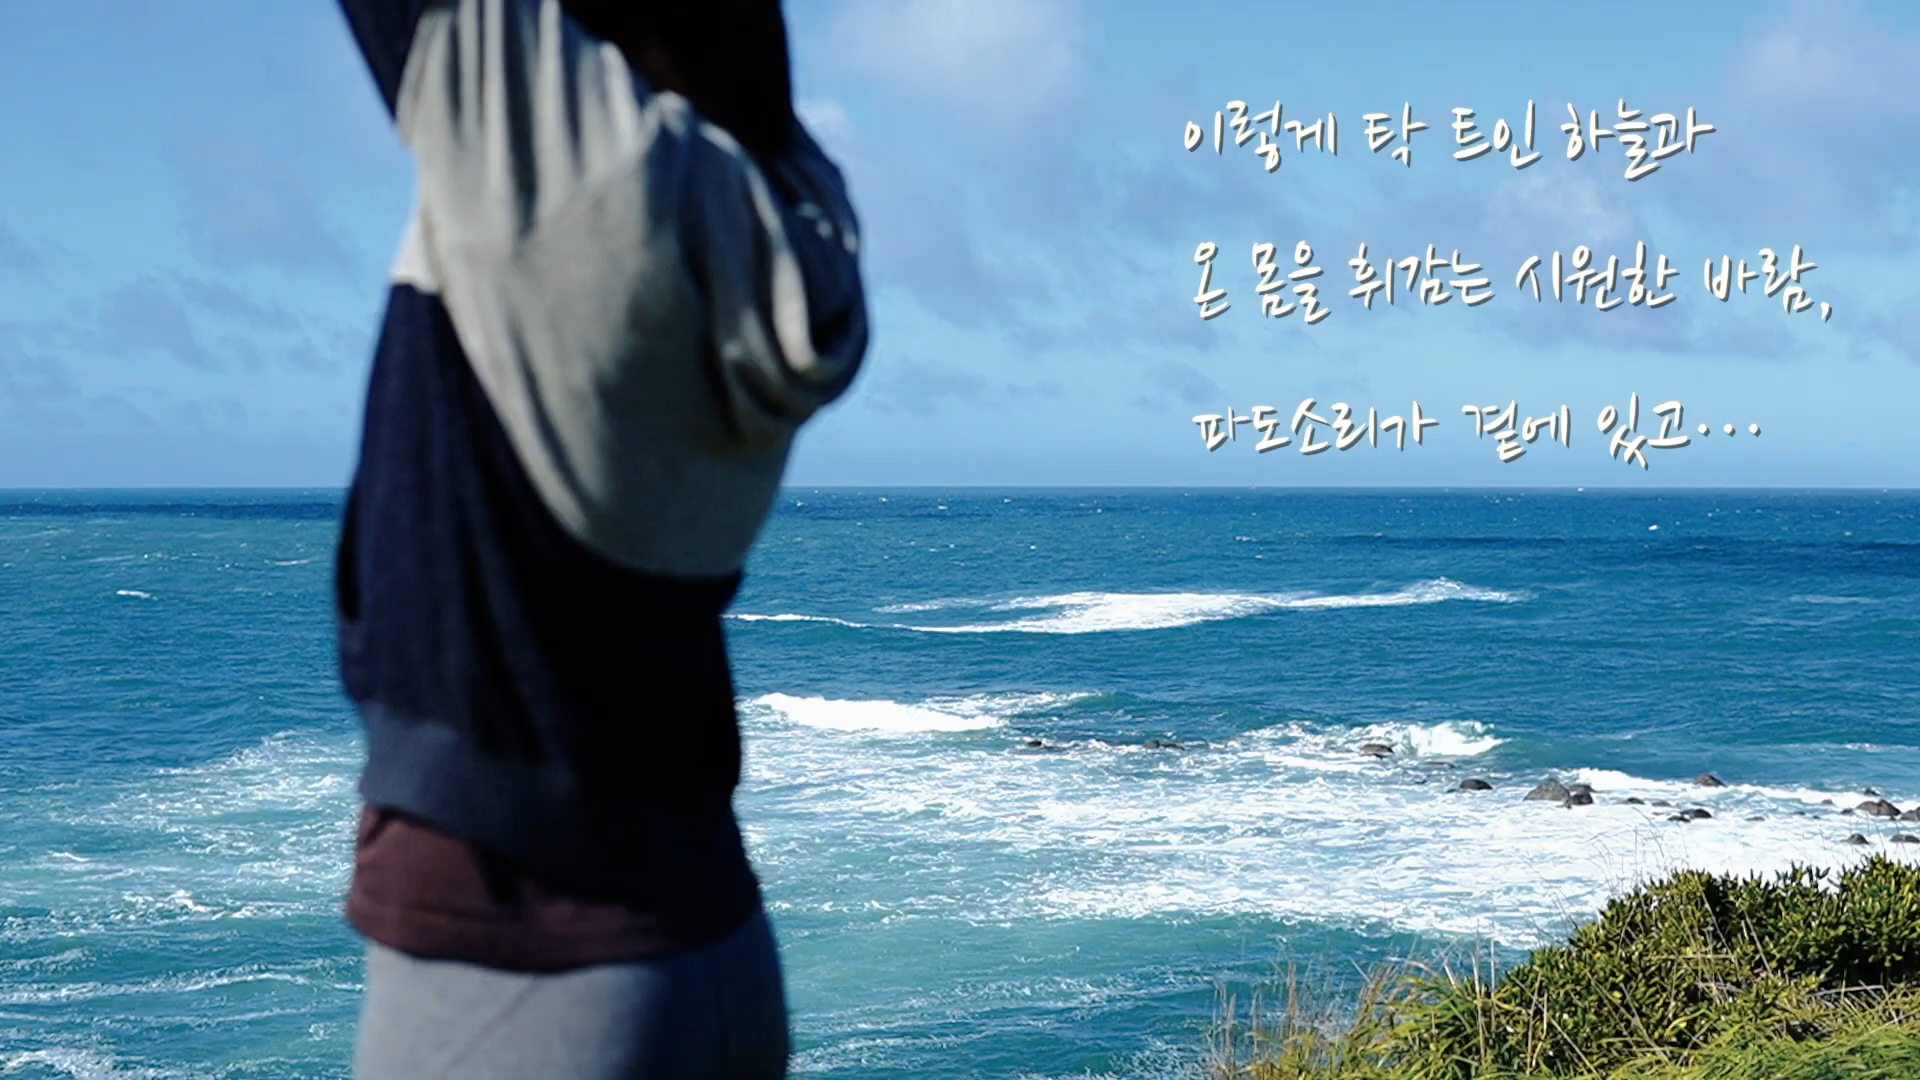 이렇게 탁 트인 하늘과
온 몸을 휘감는 시원한 바람,
파도소리가 곁에 있고···